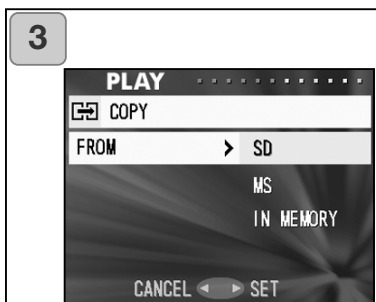 3
PLAY
COPY
FROM > SD
MS
IN MEMORY
CANCEL ◄ ► SET